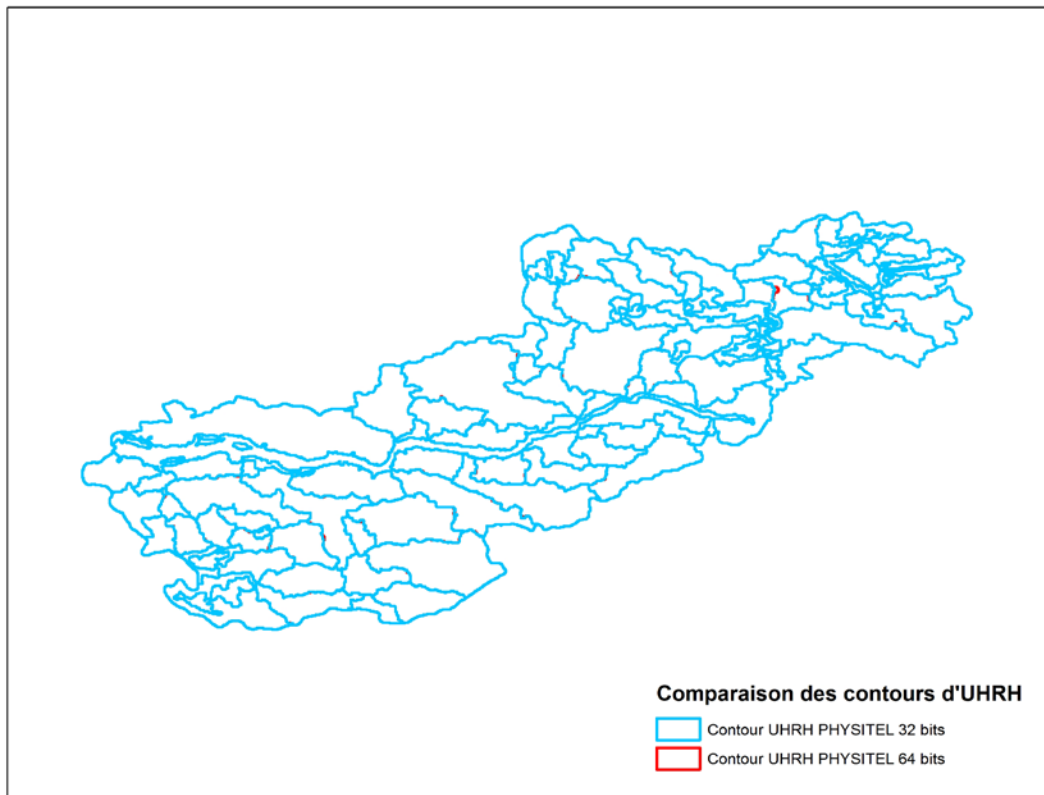 Comparaison des contours d'UHRH
Contour UHRH PHYSITEL 32 bits
Contour UHRH PHYSITEL 64 bits